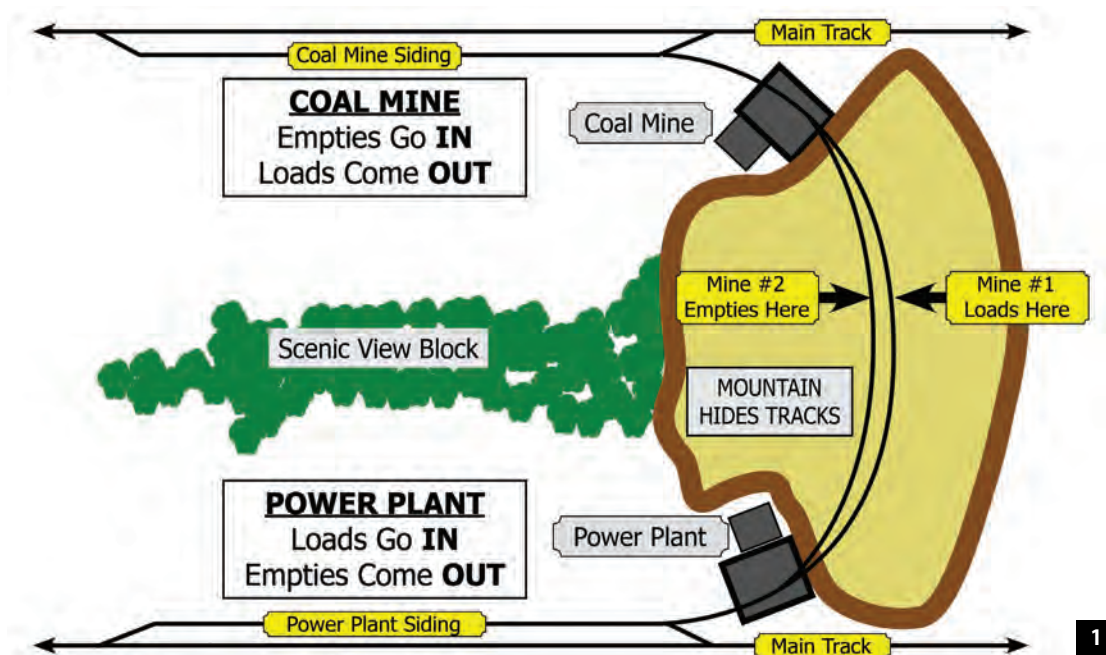 Main Track
Coal Mine Siding
COAL MINE
Empties Go IN
Loads Come OUT
Coal Mine
Mine #2
Empties Here
Mine #1
Loads Here
Scenic View Block
MOUNTAIN
HIDES TRACKS
POWER PLANT
Loads Go IN
Empties Come OUT
Power Plant
Power Plant Siding
Main Track
1